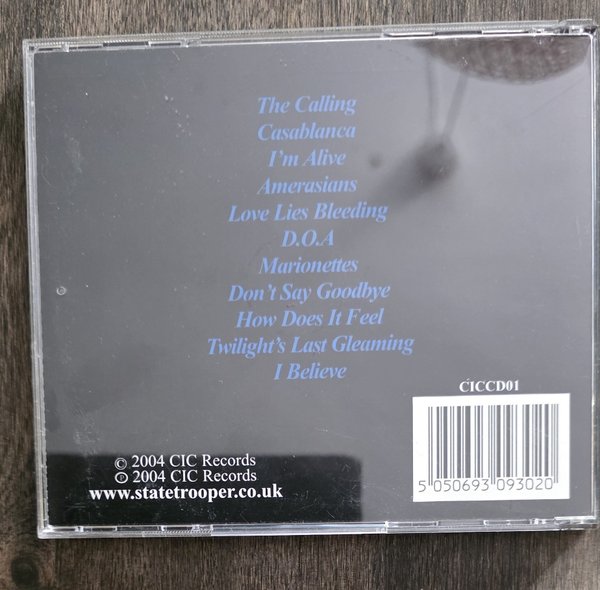 The Calling
Casablanca
I'm Alive
Amerasians
Love Lies Bleeding
D.O.A
Marionettes
Don't Say Goodbye
How Does It Feel
Twilight's Last Gleaming
I Believe
CICCD01
5 050693 093020
© 2004 CIC Records
℗ 2004 CIC Records
www.statetrooper.co.uk